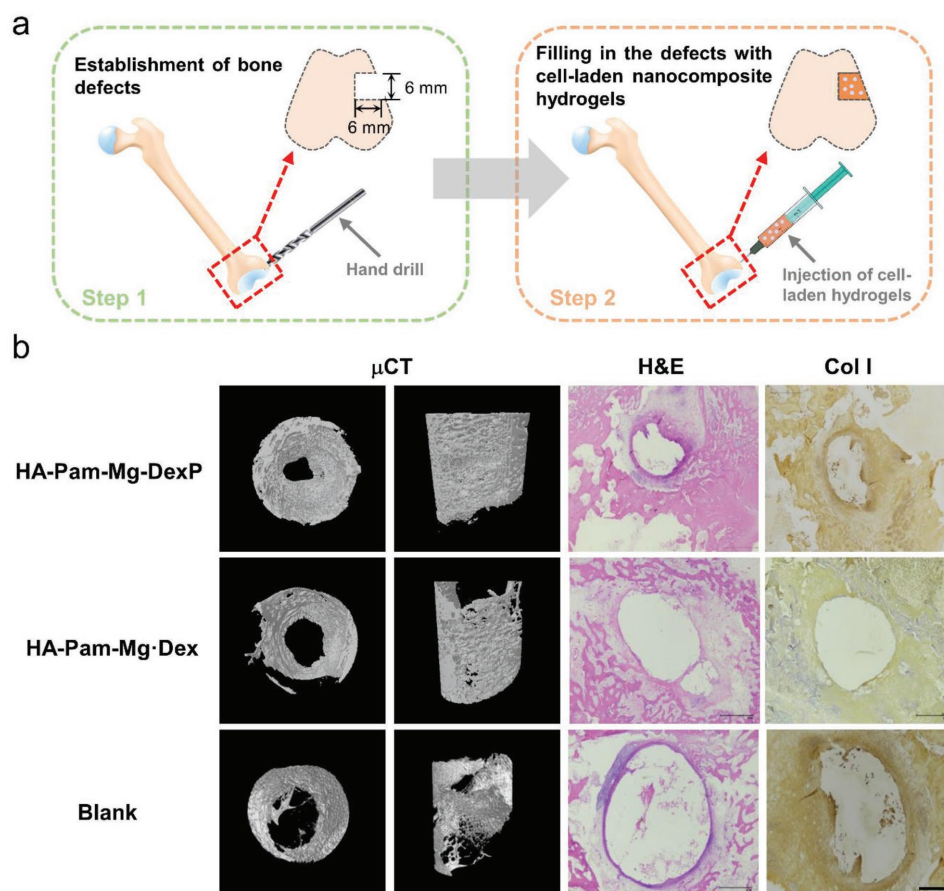 a
Establishment of bone
defects
6 mm
6 mm
Hand drill
Step 1
Filling in the defects with
cell-laden nanocomposite
hydrogels
Injection of cell-
laden hydrogels
Step 2
b
μCT
H&E
Col I
HA-Pam-Mg-DexP
HA-Pam-Mg·Dex
Blank